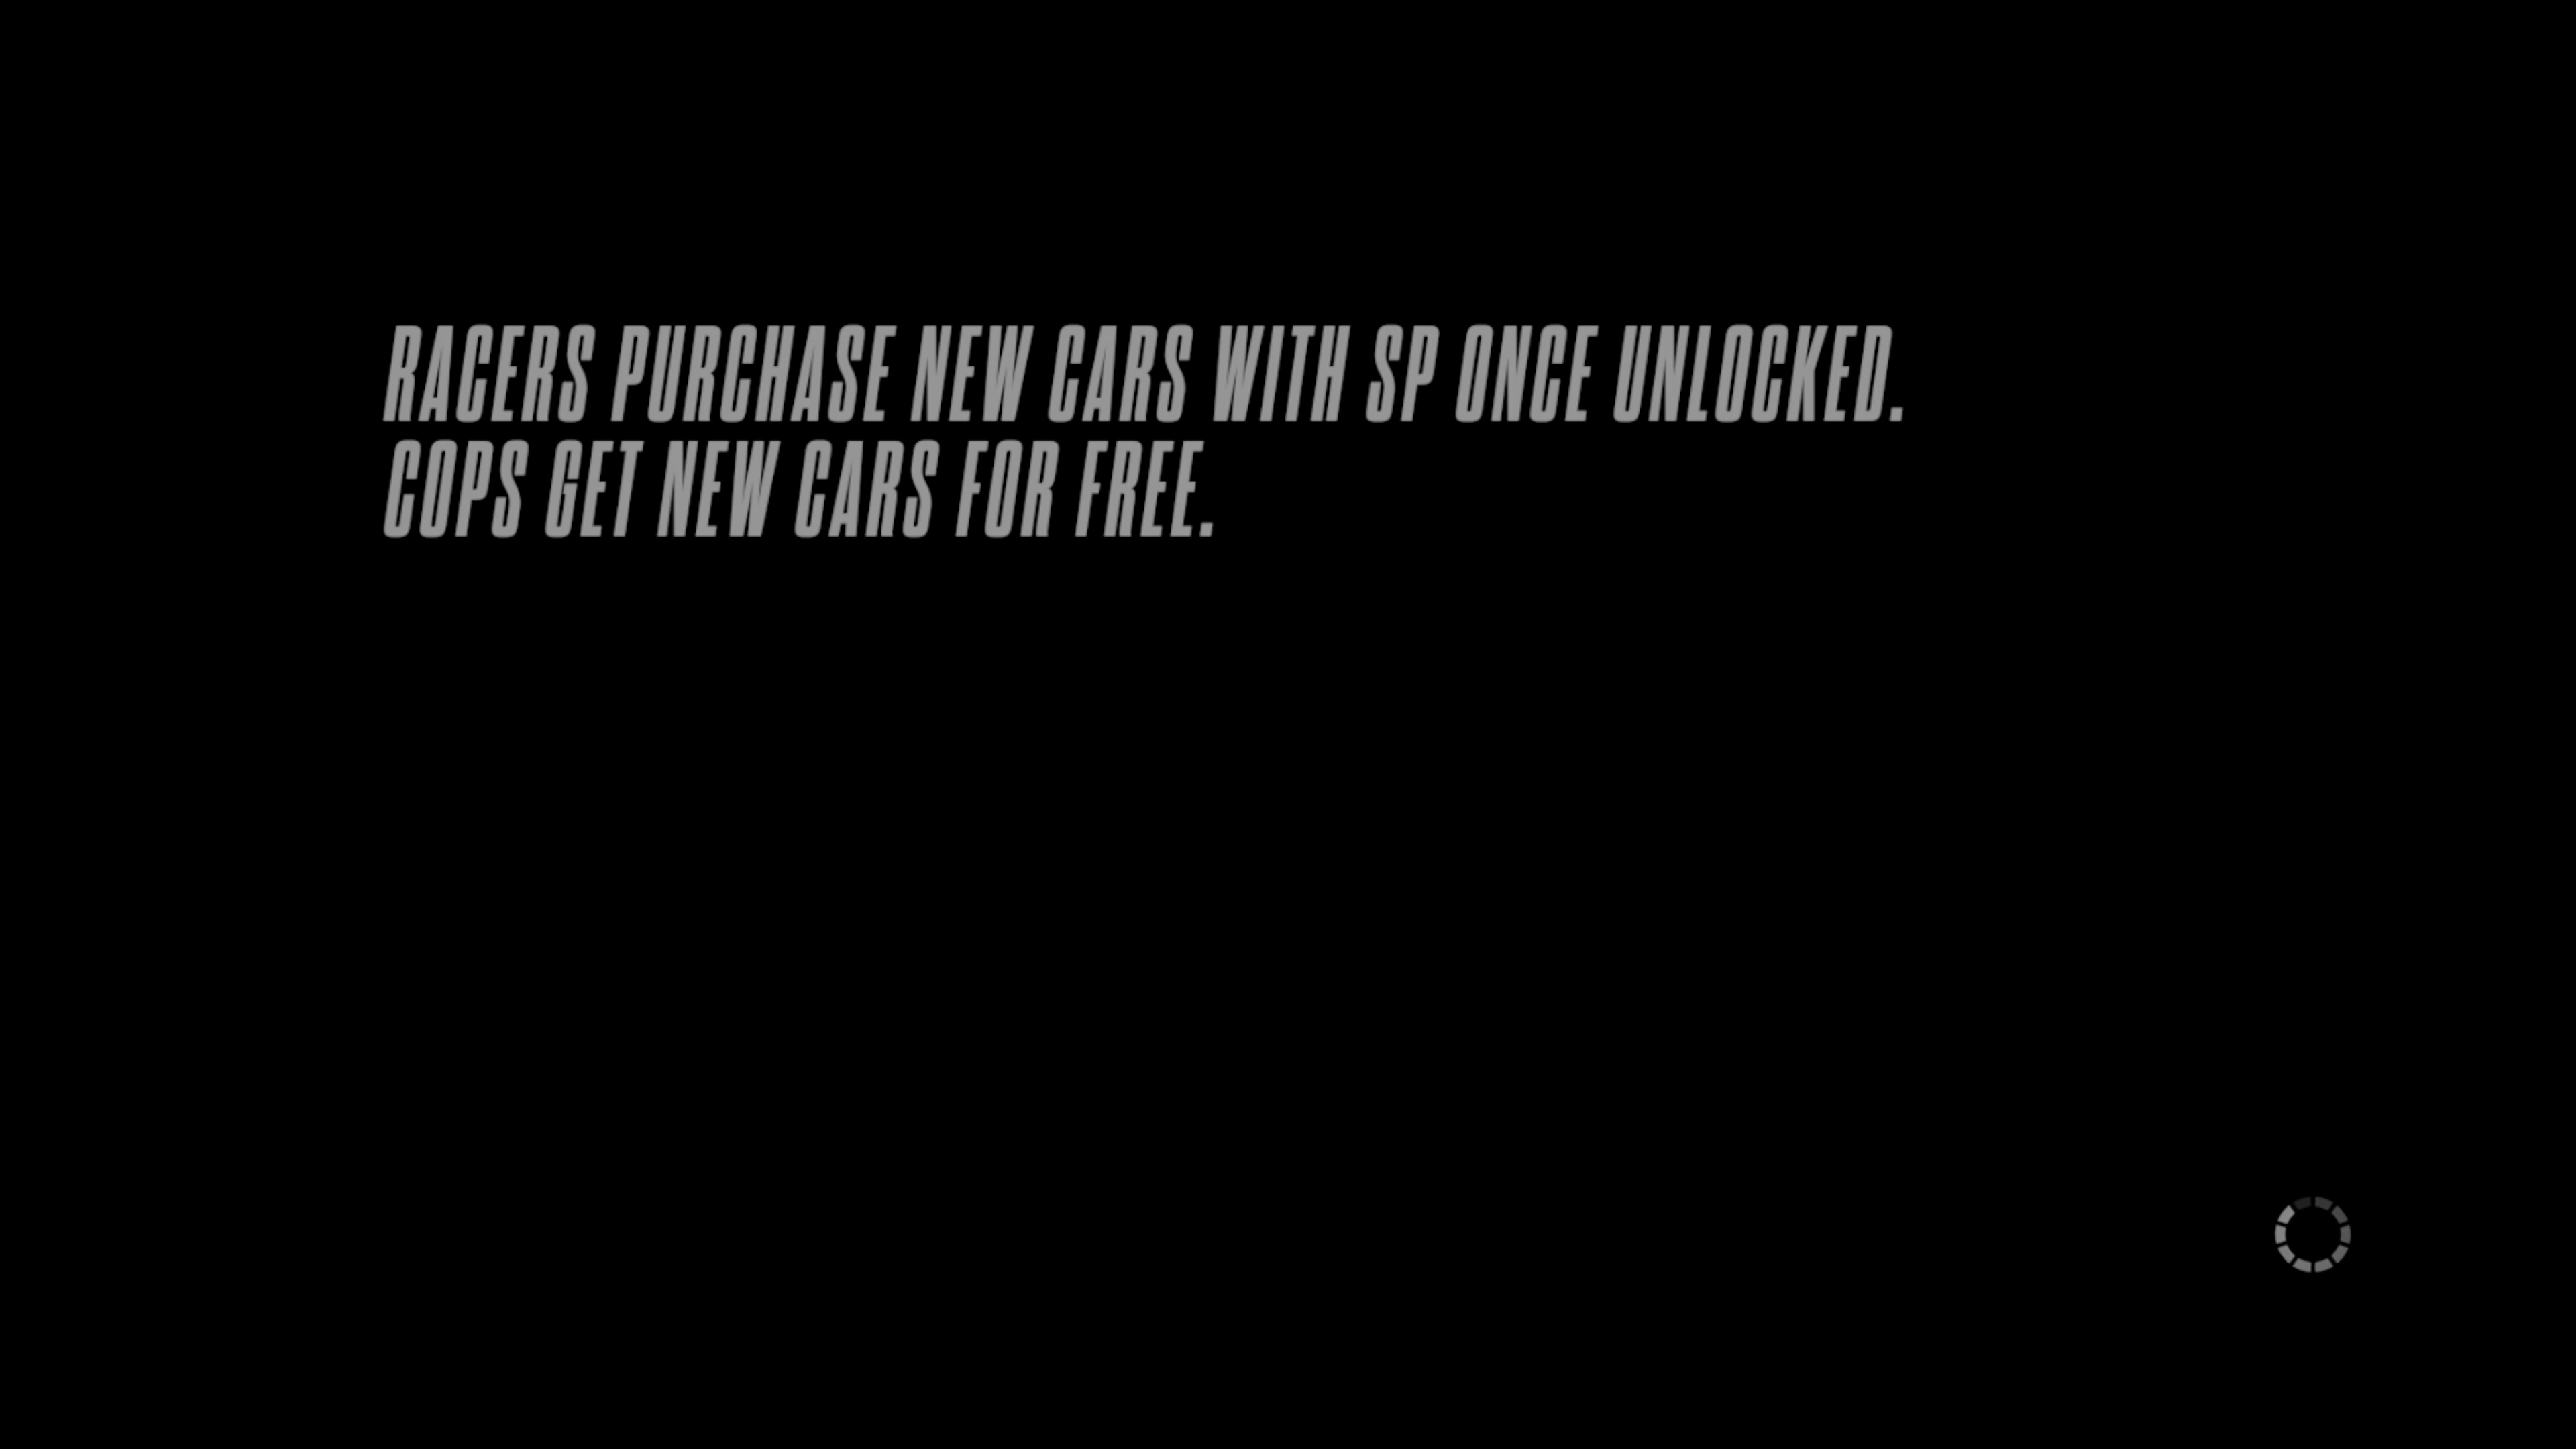 RACERS PURCHASE NEW CARS WITH SP ONCE UNLOCKED.
COPS GET NEW CARS FOR FREE.